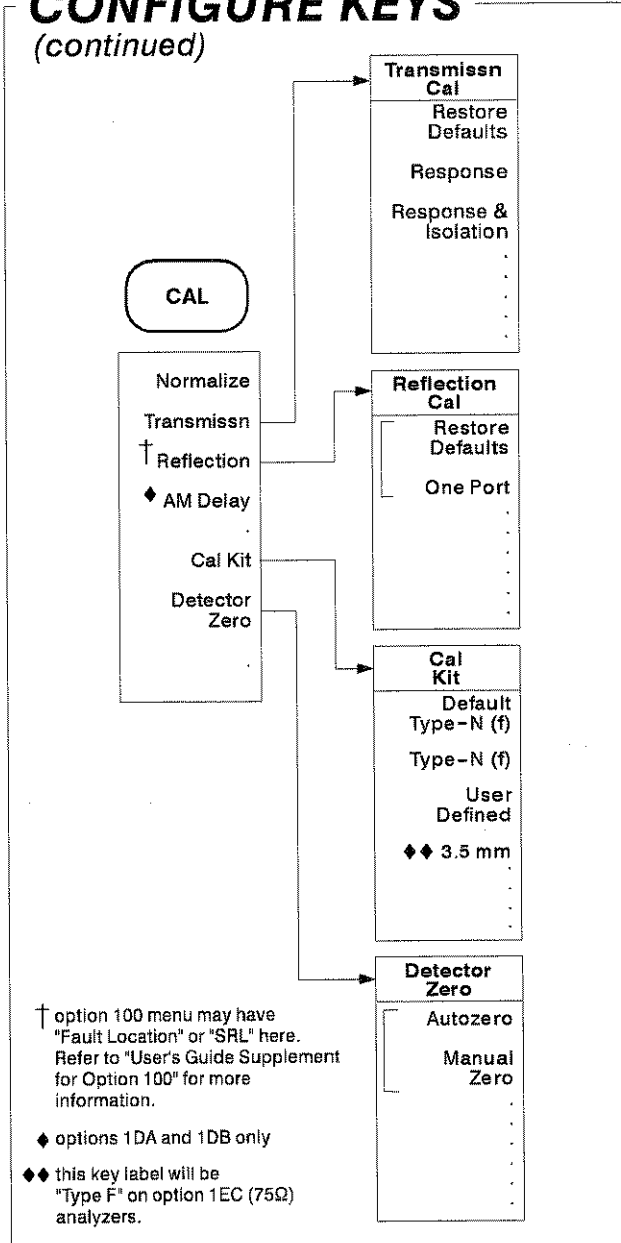 CONFIGURE KEYS
(continued)
Transmissn
Cal
Restore
Defaults
Response
Response &
Isolation
CAL
Normalize
Transmissn
† Reflection
♦ AM Delay
Cal Kit
Detector
Zero
Reflection
Cal
Restore
Defaults
One Port
Cal
Kit
Default
Type-N (f)
Type-N (f)
User
Defined
♦♦ 3.5 mm
Detector
Zero
Autozero
Manual
Zero
† option 100 menu may have
"Fault Location" or "SRL" here.
Refer to "User's Guide Supplement
for Option 100" for more
information.
♦ options 1DA and 1DB only
♦♦ this key label will be
"Type F" on option 1EC (75Ω)
analyzers.